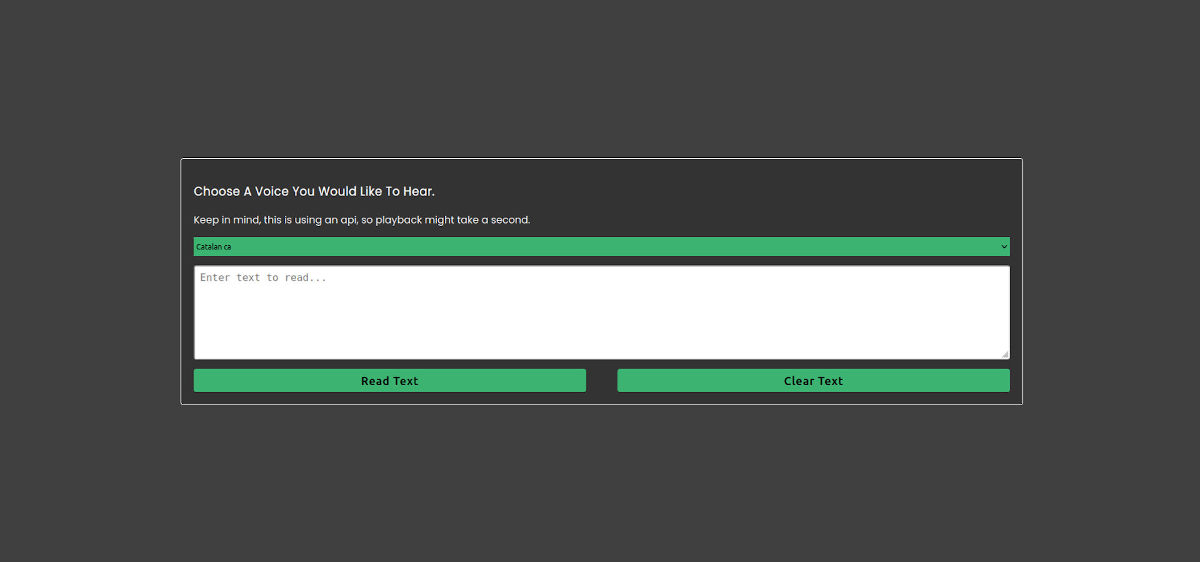 Choose A Voice You Would Like To Hear.
Keep in mind, this is using an api, so playback might take a second.
Catalan ca
Enter text to read...
Read Text
Clear Text